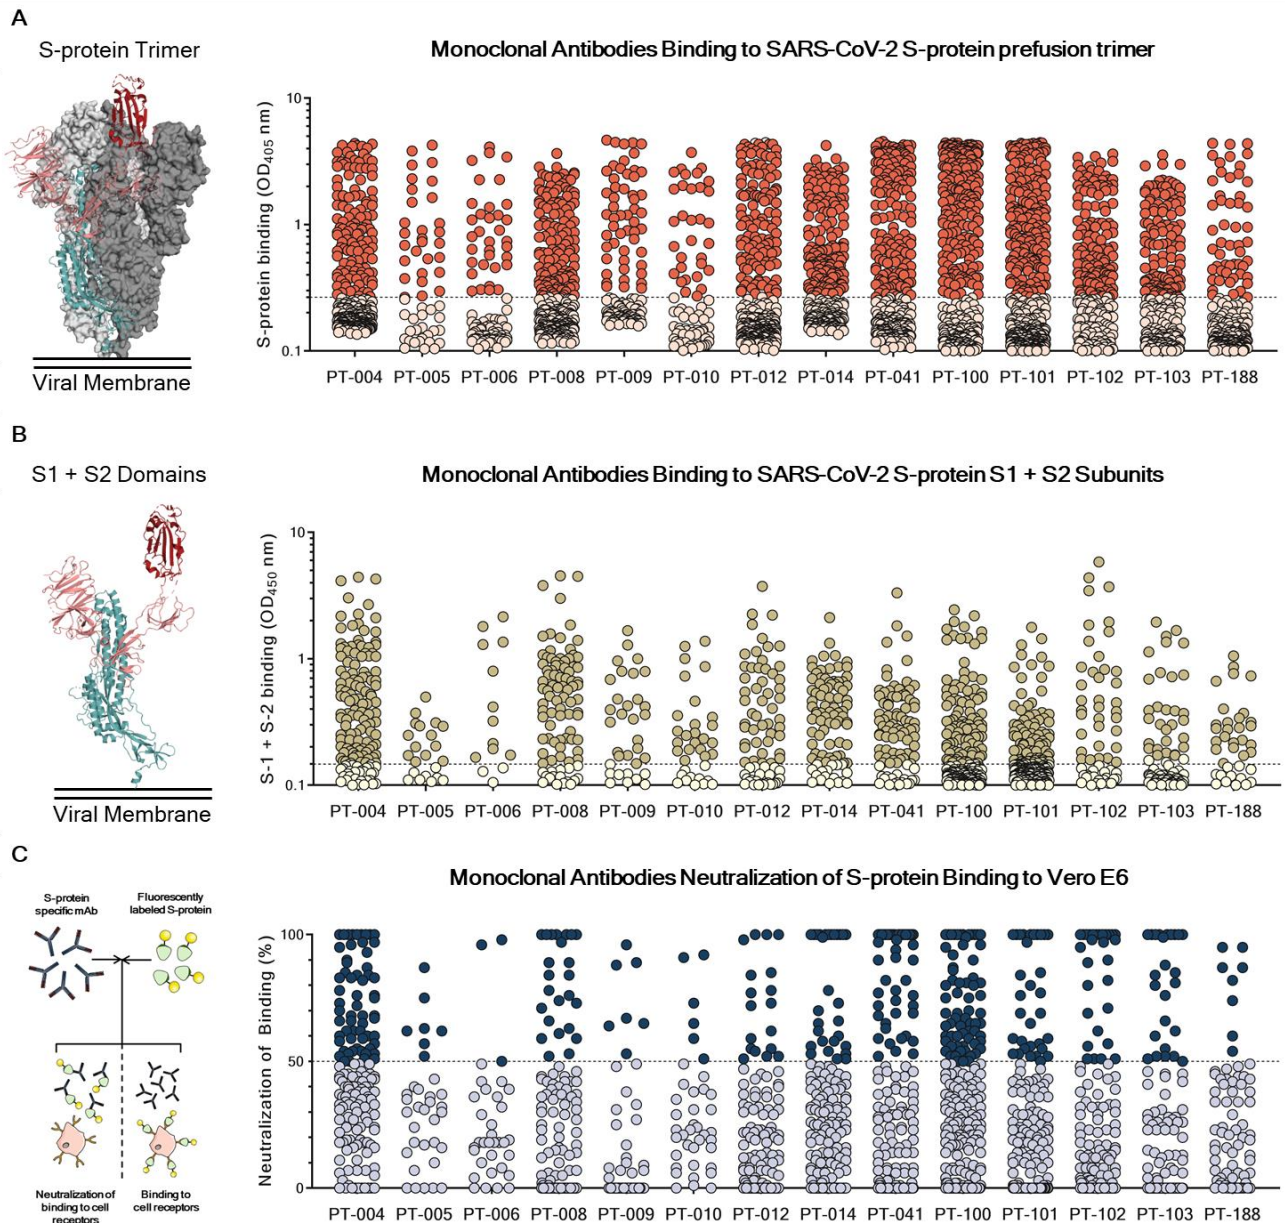 A
S-protein Trimer
Viral Membrane
Monoclonal Antibodies Binding to SARS-CoV-2 S-protein prefusion trimer
S-protein binding (OD405 nm)
10
1
0.1
PT-004 PT-005 PT-006 PT-008 PT-009 PT-010 PT-012 PT-014 PT-041 PT-100 PT-101 PT-102 PT-103 PT-188
B
S1 + S2 Domains
Viral Membrane
Monoclonal Antibodies Binding to SARS-CoV-2 S-protein S1 + S2 Subunits
S-1 + S-2 binding (OD450 nm)
10
1
0.1
PT-004 PT-005 PT-006 PT-008 PT-009 PT-010 PT-012 PT-014 PT-041 PT-100 PT-101 PT-102 PT-103 PT-188
C
S-protein
specific mAb
Fluorescently
labeled S-protein
Neutralization of
binding to cell
receptors
Binding to
cell receptors
Monoclonal Antibodies Neutralization of S-protein Binding to Vero E6
Neutralization of Binding (%)
100
50
0
PT-004 PT-005 PT-006 PT-008 PT-009 PT-010 PT-012 PT-014 PT-041 PT-100 PT-101 PT-102 PT-103 PT-188